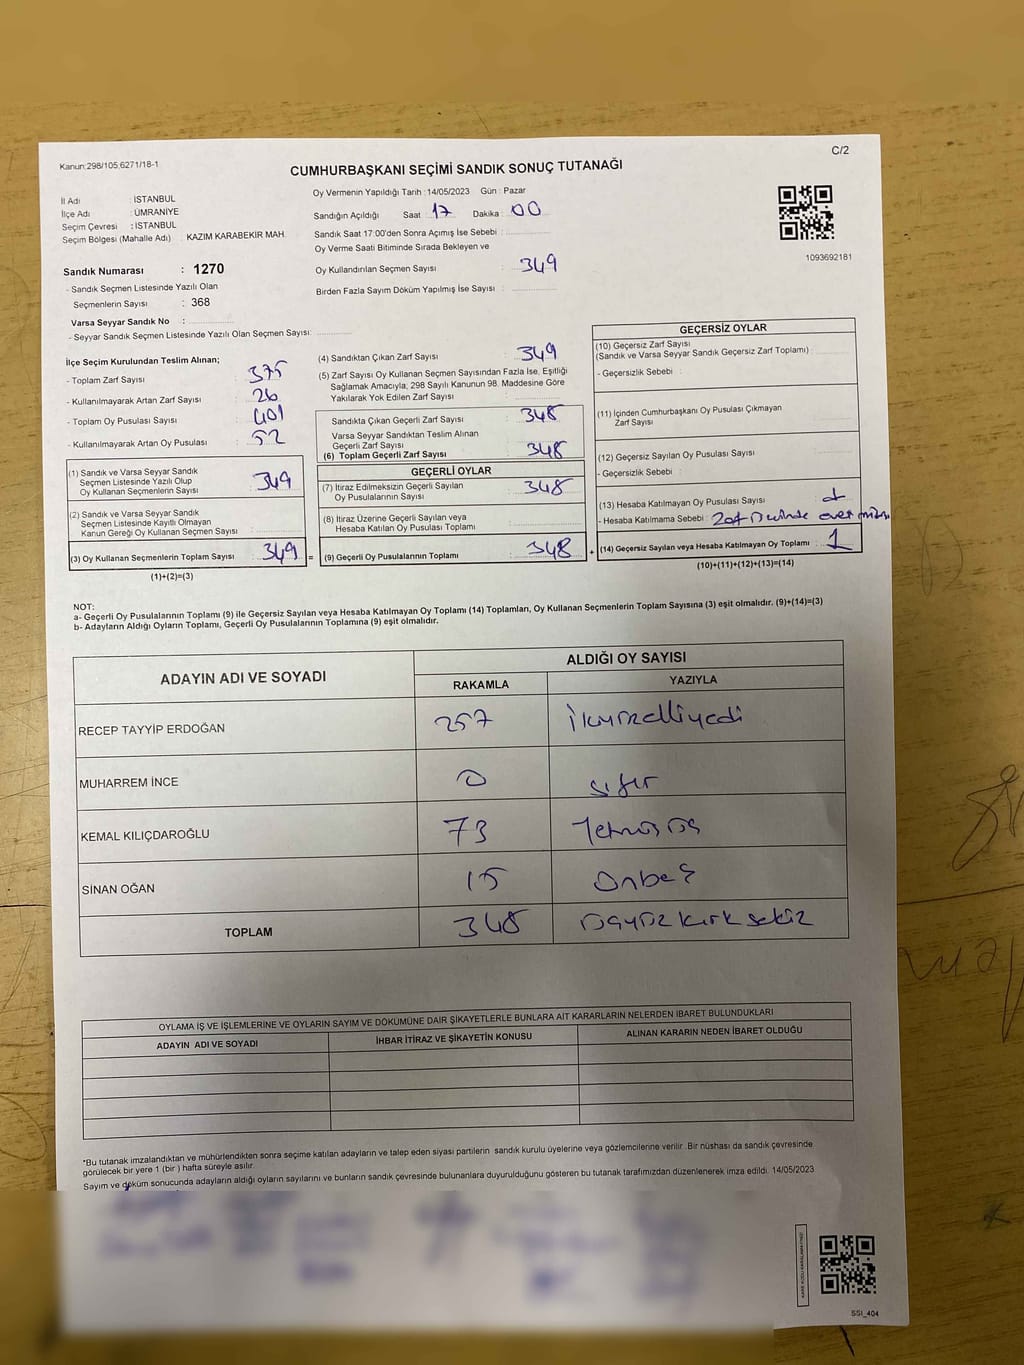 Kanun:298/105,6271/18-1
C/2
CUMHURBAŞKANI SEÇİMİ SANDIK SONUÇ TUTANAĞI
İl Adı : İSTANBUL
İlçe Adı : ÜMRANİYE
Seçim Çevresi : İSTANBUL
Seçim Bölgesi (Mahalle Adı) : KAZIM KARABEKİR MAH.
Sandık Numarası : 1270
- Sandık Seçmen Listesinde Yazılı Olan
Seçmenlerin Sayısı : 368
Varsa Seyyar Sandık No :
- Seyyar Sandık Seçmen Listesinde Yazılı Olan Seçmen Sayısı:
Oy Vermenin Yapıldığı Tarih : 14/05/2023 Gün : Pazar
Sandığın Açıldığı Saat 17 Dakika : 00
Sandık Saat 17:00'den Sonra Açımış İse Sebebi :
Oy Verme Saati Bitiminde Sırada Bekleyen ve
Oy Kullandırılan Seçmen Sayısı : 349
Birden Fazla Sayım Döküm Yapılmış İse Sayısı :
1093692181
İlçe Seçim Kurulundan Teslim Alınan;
- Toplam Zarf Sayısı : 375
- Kullanılmayarak Artan Zarf Sayısı : 26
- Toplam Oy Pusulası Sayısı : 401
- Kullanılmayarak Artan Oy Pusulası : 52
(1) Sandık ve Varsa Seyyar Sandık
Seçmen Listesinde Yazılı Olup
Oy Kullanan Seçmenlerin Sayısı : 349
(2) Sandık ve Varsa Seyyar Sandık
Seçmen Listesinde Kayıtlı Olmayan
Kanun Gereği Oy Kullanan Seçmen Sayısı :
(3) Oy Kullanan Seçmenlerin Toplam Sayısı : 349 =
(1)+(2)=(3)
(4) Sandıktan Çıkan Zarf Sayısı : 349
(5) Zarf Sayısı Oy Kullanan Seçmen Sayısından Fazla İse, Eşitliği
Sağlamak Amacıyla, 298 Sayılı Kanunun 98. Maddesine Göre
Yakılarak Yok Edilen Zarf Sayısı :
Sandıkta Çıkan Geçerli Zarf Sayısı : 348
Varsa Seyyar Sandıktan Teslim Alınan
Geçerli Zarf Sayısı :
(6) Toplam Geçerli Zarf Sayısı : 348
GEÇERLİ OYLAR
(7) İtiraz Edilmeksizin Geçerli Sayılan
Oy Pusulalarının Sayısı : 348
(8) İtiraz Üzerine Geçerli Sayılan veya
Hesaba Katılan Oy Pusulası Toplamı :
(9) Geçerli Oy Pusulalarının Toplamı : 348 +
GEÇERSİZ OYLAR
(10) Geçersiz Zarf Sayısı
(Sandık ve Varsa Seyyar Sandık Geçersiz Zarf Toplamı) :
- Geçersizlik Sebebi :
(11) İçinden Cumhurbaşkanı Oy Pusulası Çıkmayan
Zarf Sayısı :
(12) Geçersiz Sayılan Oy Pusulası Sayısı :
- Geçersizlik Sebebi :
(13) Hesaba Katılmayan Oy Pusulası Sayısı : 1
- Hesaba Katılmama Sebebi :
(14) Geçersiz Sayılan veya Hesaba Katılmayan Oy Toplamı : 1
(10)+(11)+(12)+(13)=(14)
NOT:
a- Geçerli Oy Pusulalarının Toplamı (9) ile Geçersiz Sayılan veya Hesaba Katılmayan Oy Toplamı (14) Toplamları, Oy Kullanan Seçmenlerin Toplam Sayısına (3) eşit olmalıdır. (9)+(14)=(3)
b- Adayların Aldığı Oyların Toplamı, Geçerli Oy Pusulalarının Toplamına (9) eşit olmalıdır.
ADAYIN ADI VE SOYADI
ALDIĞI OY SAYISI
RAKAMLA YAZIYLA
RECEP TAYYİP ERDOĞAN 257 ikiyüzelliyedi
MUHARREM İNCE 0 sıfır
KEMAL KILIÇDAROĞLU 73 Yetmişüç
SİNAN OĞAN 15 Onbeş
TOPLAM 348 üçyüzkırksekiz
OYLAMA İŞ VE İŞLEMLERİNE VE OYLARIN SAYIM VE DÖKÜMÜNE DAİR ŞİKAYETLERLE BUNLARA AİT KARARLARIN NELERDEN İBARET BULUNDUKLARI
ADAYIN ADI VE SOYADI İHBAR İTİRAZ VE ŞİKAYETİN KONUSU ALINAN KARARIN NEDEN İBARET OLDUĞU
*Bu tutanak imzalandıktan ve mühürlendikten sonra seçime katılan adayların ve talep eden siyasi partilerin sandık kurulu üyelerine veya gözlemcilerine verilir. Bir nüshası da sandık çevresinde
görülecek bir yere 1 (bir ) hafta süreyle asılır.
Sayım ve döküm sonucunda adayların aldığı oyların sayılarını ve bunların sandık çevresinde bulunanlara duyurulduğunu gösteren bu tutanak tarafımızdan düzenlenerek imza edildi. 14/05/2023
SSI_404